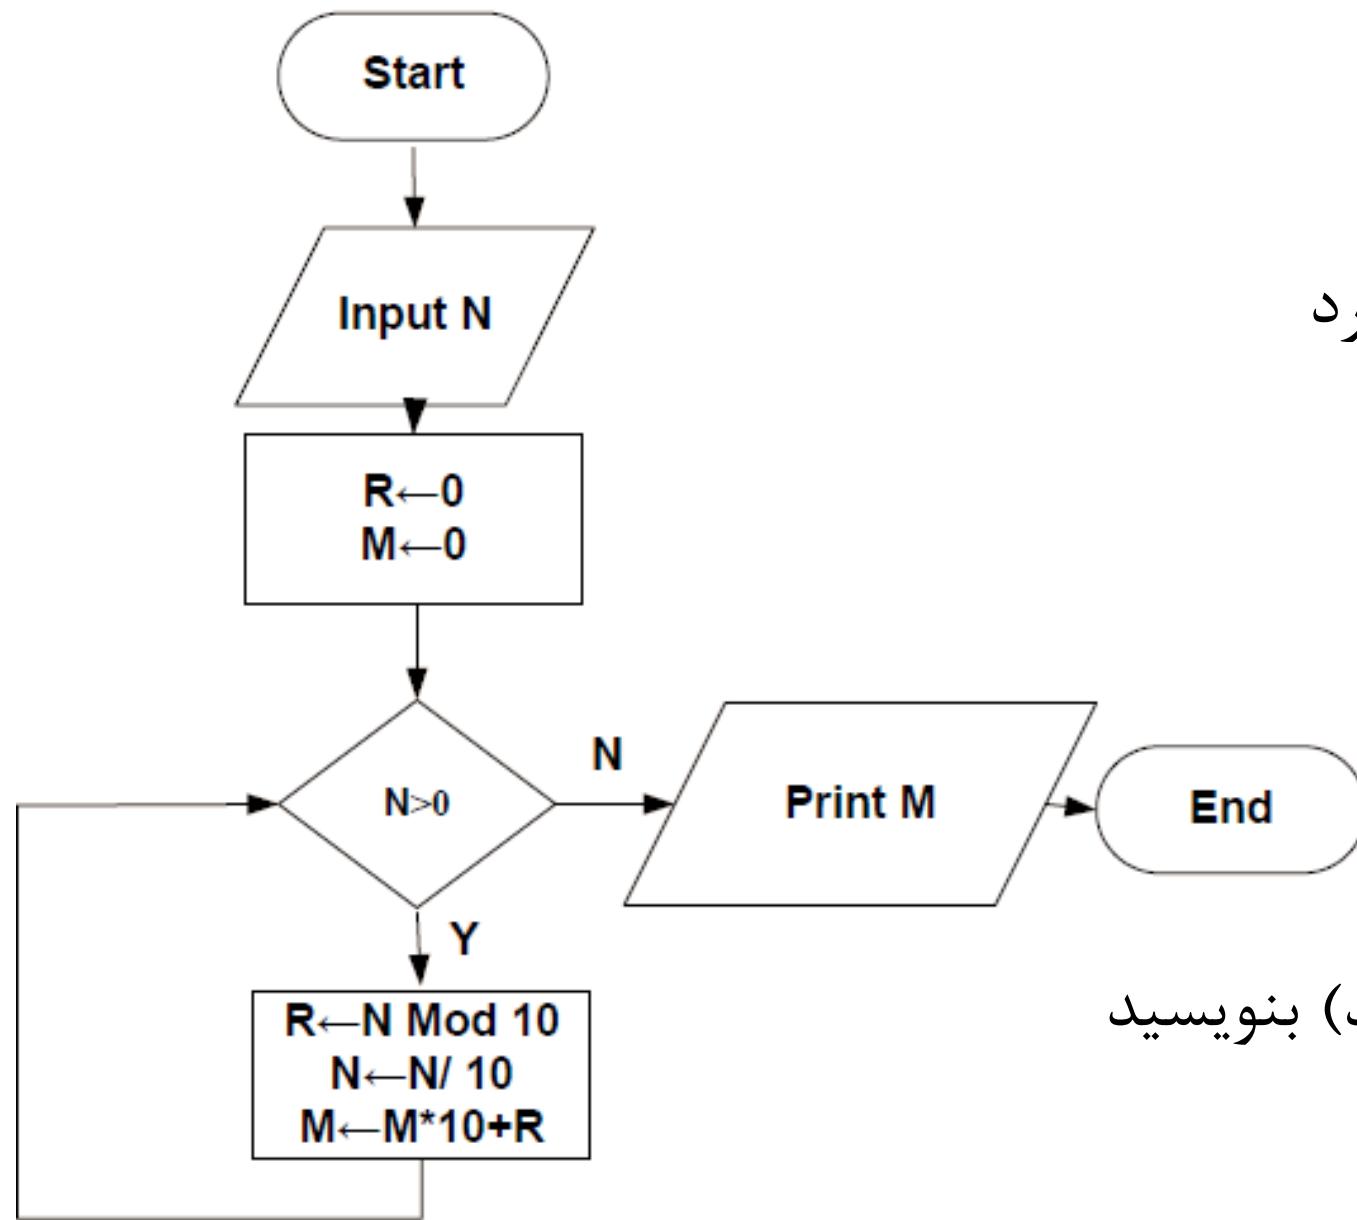 Start
Input N
R←0
M←0
N>0
N
Print M
End
Y
R←N Mod 10
N←N/ 10
M←M*10+R
بنویسید